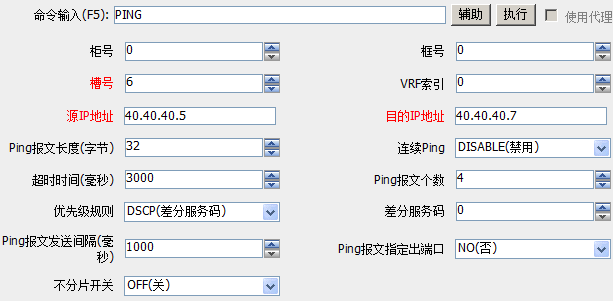 命令输入(F5): PING 辅助 执行 使用代理
柜号 0 框号 0
槽号 6 VRF索引 0
源IP地址 40.40.40.5 目的IP地址 40.40.40.7
Ping报文长度(字节) 32 连续Ping DISABLE(禁用)
超时时间(毫秒) 3000 Ping报文个数 4
优先级规则 DSCP(差分服务码) 差分服务码 0
Ping报文发送间隔(毫
秒) 1000 Ping报文指定出端口 NO(否)
不分片开关 OFF(关)